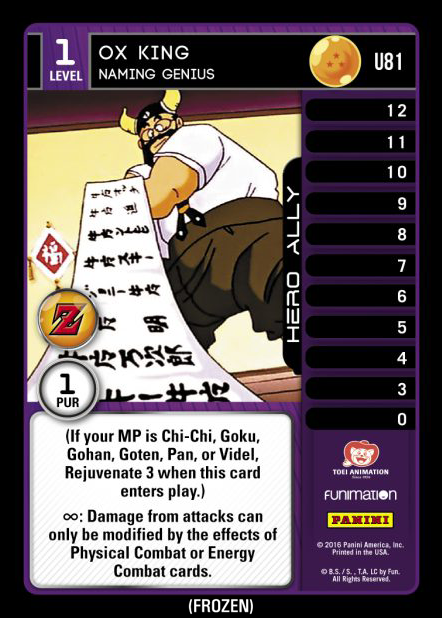 1
LEVEL
OX KING
NAMING GENIUS
U81
12
11
10
9
8
7
6
5
4
3
0
HERO ALLY
福
明
Z
1
PUR
(If your MP is Chi-Chi, Goku,
Gohan, Goten, Pan, or Videl,
Rejuvenate 3 when this card
enters play.)
∞: Damage from attacks can
only be modified by the effects of
Physical Combat or Energy
Combat cards.
TOEI ANIMATION
Since 1956
FUNIMATION
PANINI
© 2016 Panini America, Inc.
Printed in the USA.
© B.S. / S. , T.A. LC by Fun.
All Rights Reserved.
(FROZEN)